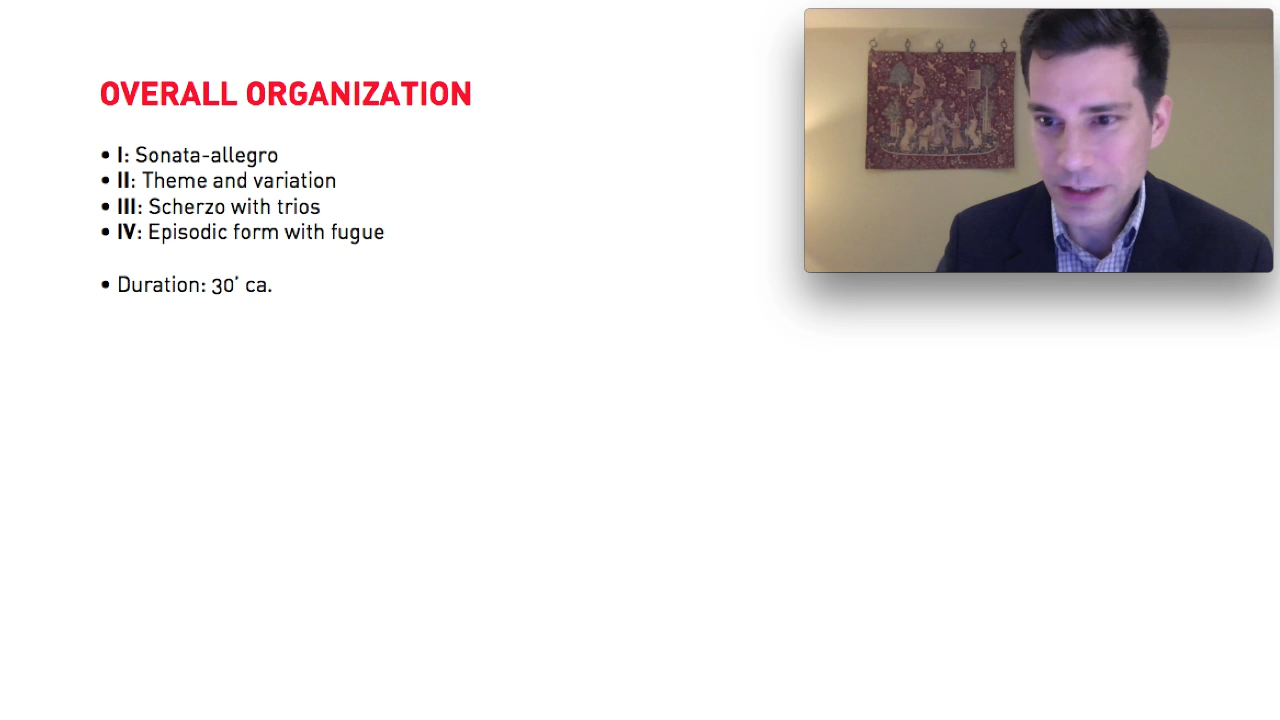 OVERALL ORGANIZATION
• I: Sonata-allegro
• II: Theme and variation
• III: Scherzo with trios
• IV: Episodic form with fugue
• Duration: 30' ca.